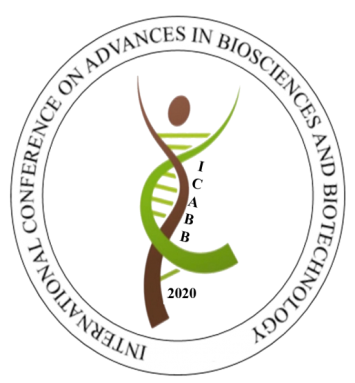 INTERNATIONAL CONFERENCE ON ADVANCES IN BIOSCIENCES AND BIOTECHNOLOGY
I
C
A
B
B
2020